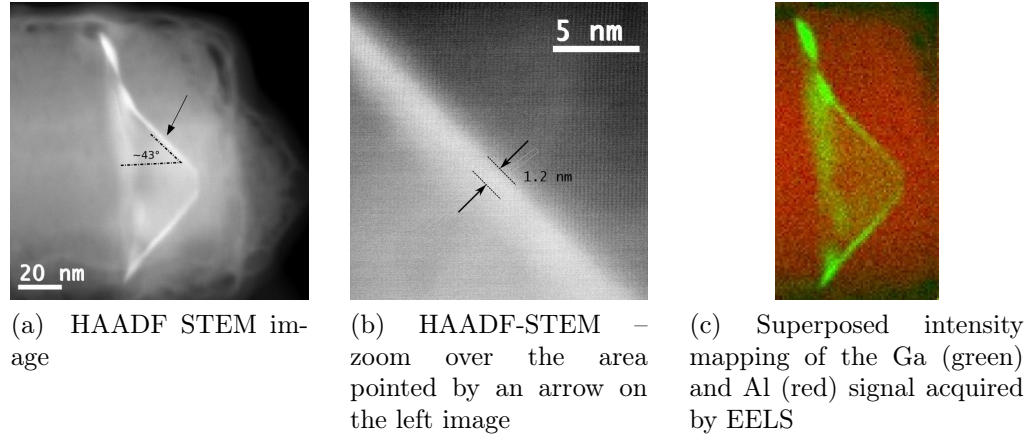 ~43°
20 nm
5 nm
1.2 nm
(a) HAADF STEM im-
age
(b) HAADF-STEM –
zoom over the area
pointed by an arrow on
the left image
(c) Superposed intensity
mapping of the Ga (green)
and Al (red) signal acquired
by EELS